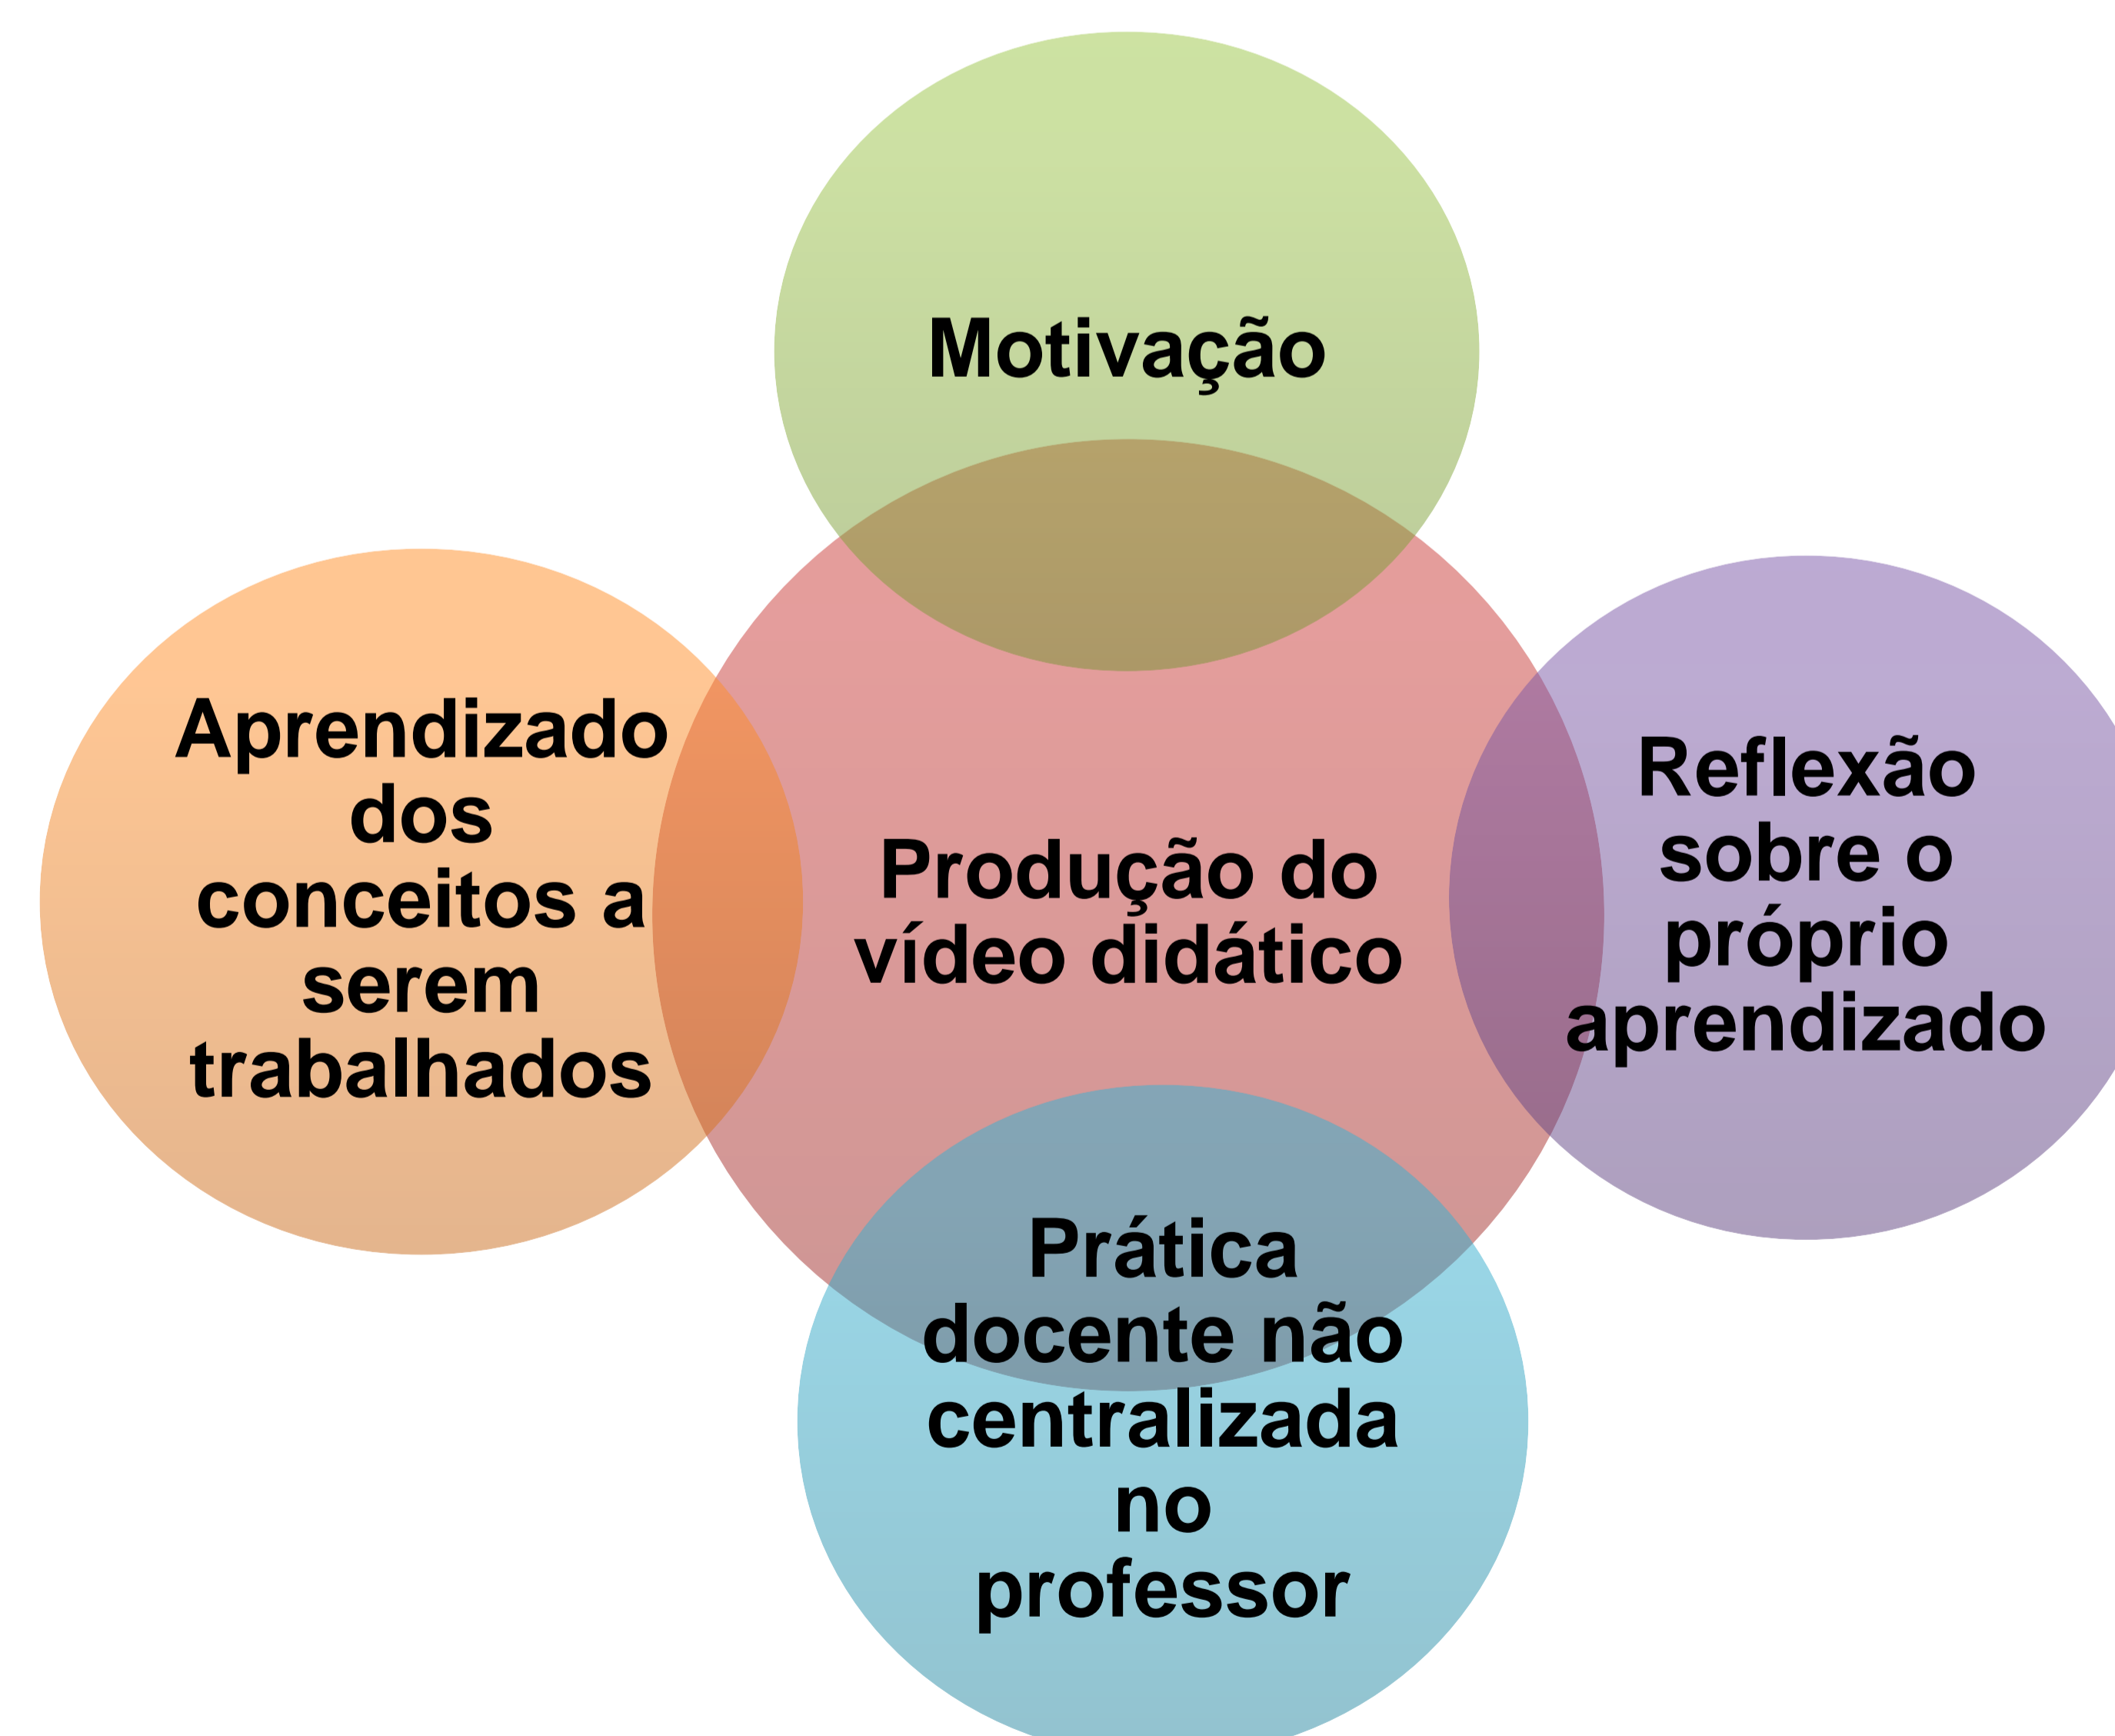 Motivação
Aprendizado
dos
conceitos a
serem
trabalhados
Produção do
vídeo didático
Reflexão
sobre o
próprio
aprendizado
Prática
docente não
centralizada
no
professor